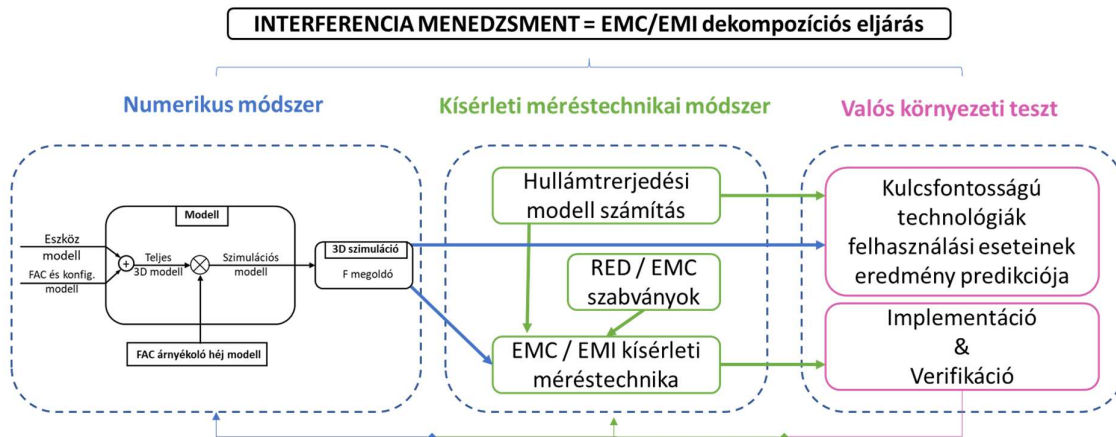 INTERFERENCIA MENEDZSMENT = EMC/EMI dekompozíciós eljárás
Numerikus módszer
Kísérleti méréstechnikai módszer
Valós környezeti teszt
Modell
Eszköz
modell
FAC és konfig.
modell
+
Teljes
3D modell
Szimulációs
modell
FAC árnyékoló héj modell
3D szimuláció
F megoldó
Hullámtrerjedési
modell számítás
RED / EMC
szabványok
EMC / EMI kísérleti
méréstechnika
Kulcsfontosságú
technológiák
felhasználási eseteinek
eredmény predikciója
Implementáció
&
Verifikáció